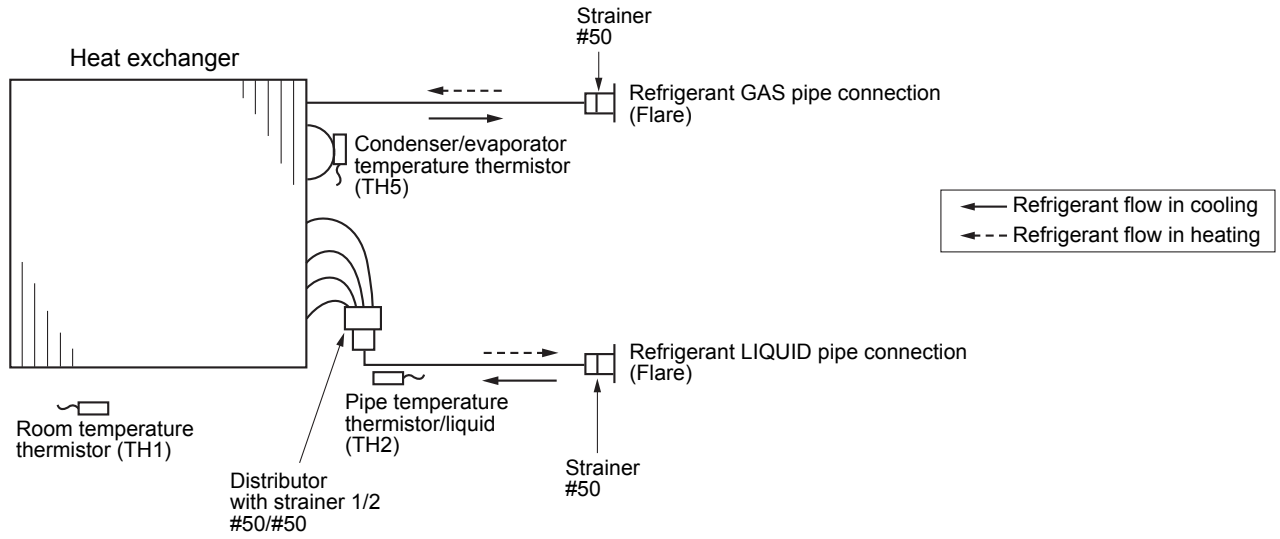 Strainer
#50
Heat exchanger
Refrigerant GAS pipe connection
(Flare)
Condenser/evaporator
temperature thermistor
(TH5)
Refrigerant flow in cooling
Refrigerant flow in heating
Refrigerant LIQUID pipe connection
(Flare)
Pipe temperature
thermistor/liquid
(TH2)
Room temperature
thermistor (TH1)
Strainer
#50
Distributor
with strainer 1/2
#50/#50